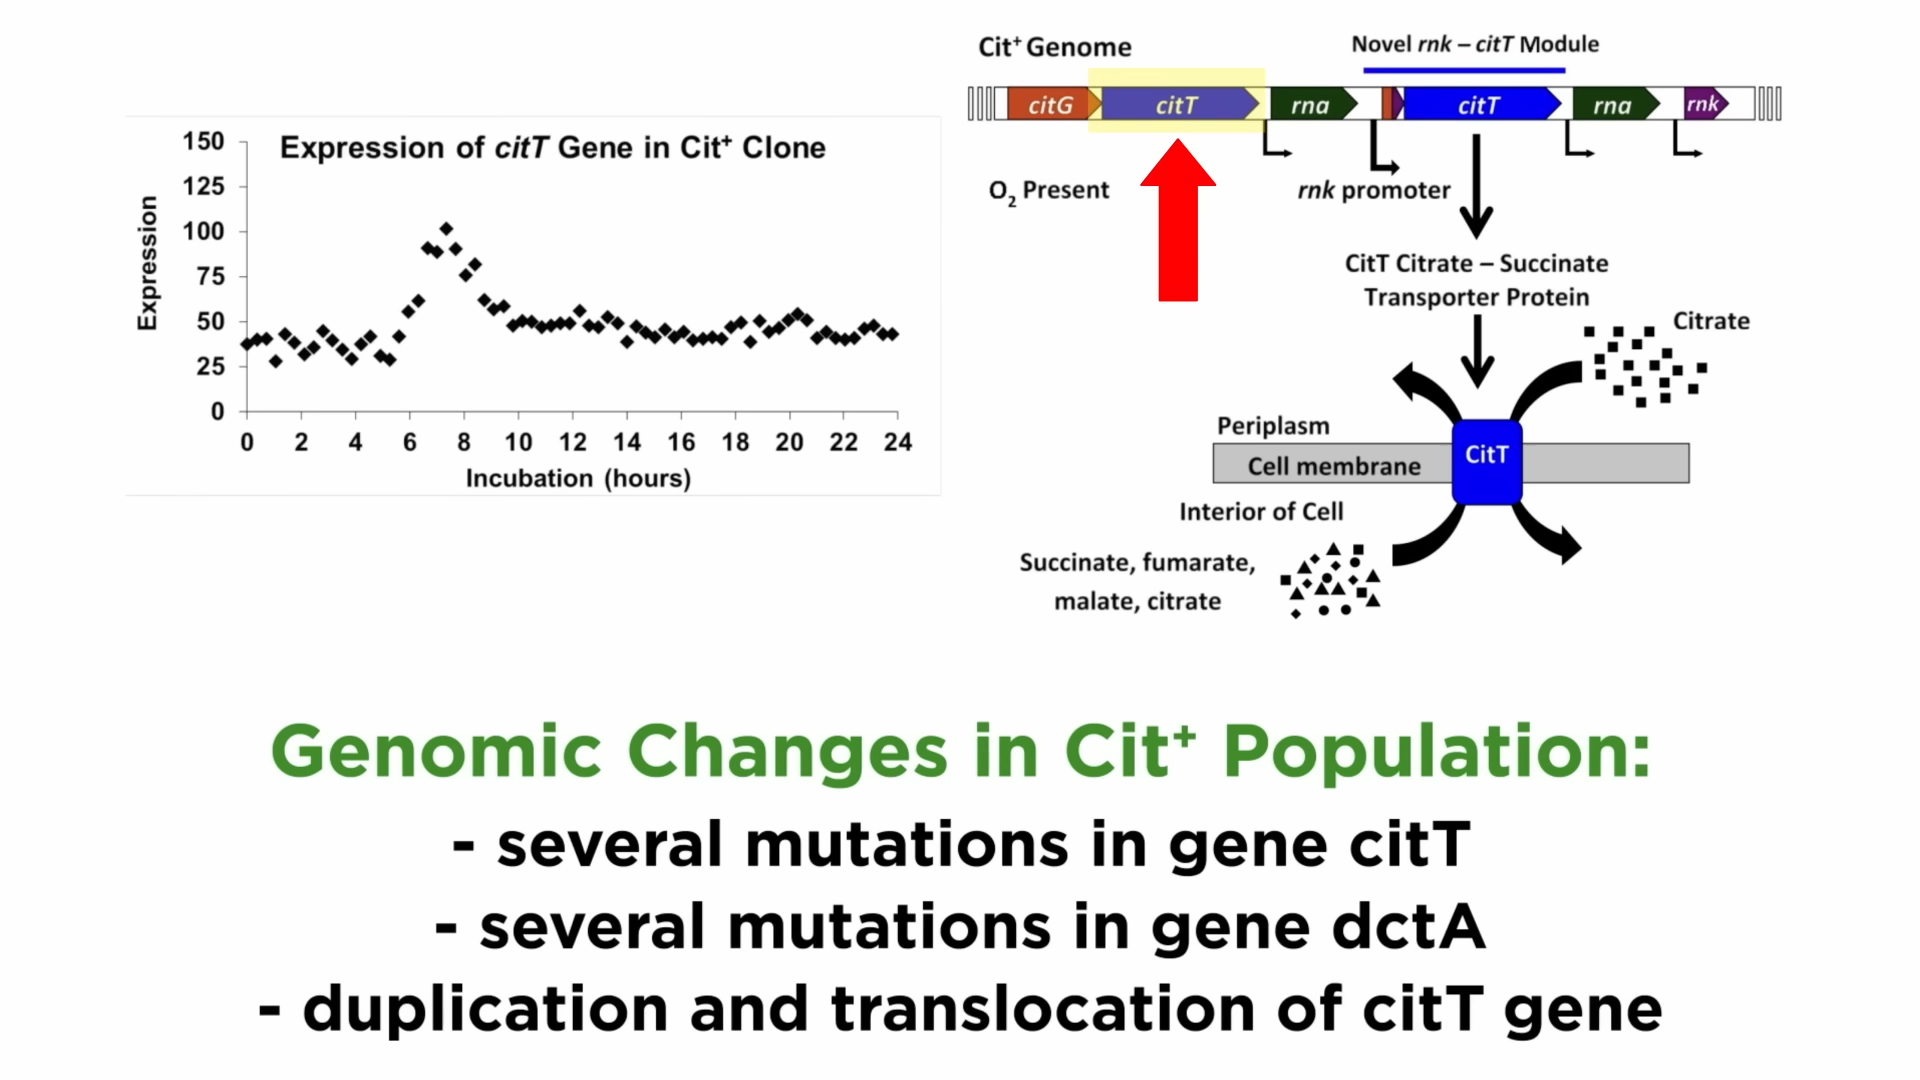 Expression of citT Gene in Cit⁺ Clone
Expression
150
125
100
75
50
25
0
0 2 4 6 8 10 12 14 16 18 20 22 24
Incubation (hours)
Cit⁺ Genome
Novel rnk – citT Module
citG citT rna citT rna rnk
O₂ Present
rnk promoter
CitT Citrate – Succinate
Transporter Protein
Citrate
Periplasm
CitT
Cell membrane
Interior of Cell
Succinate, fumarate,
malate, citrate
Genomic Changes in Cit⁺ Population:
- several mutations in gene citT
- several mutations in gene dctA
- duplication and translocation of citT gene